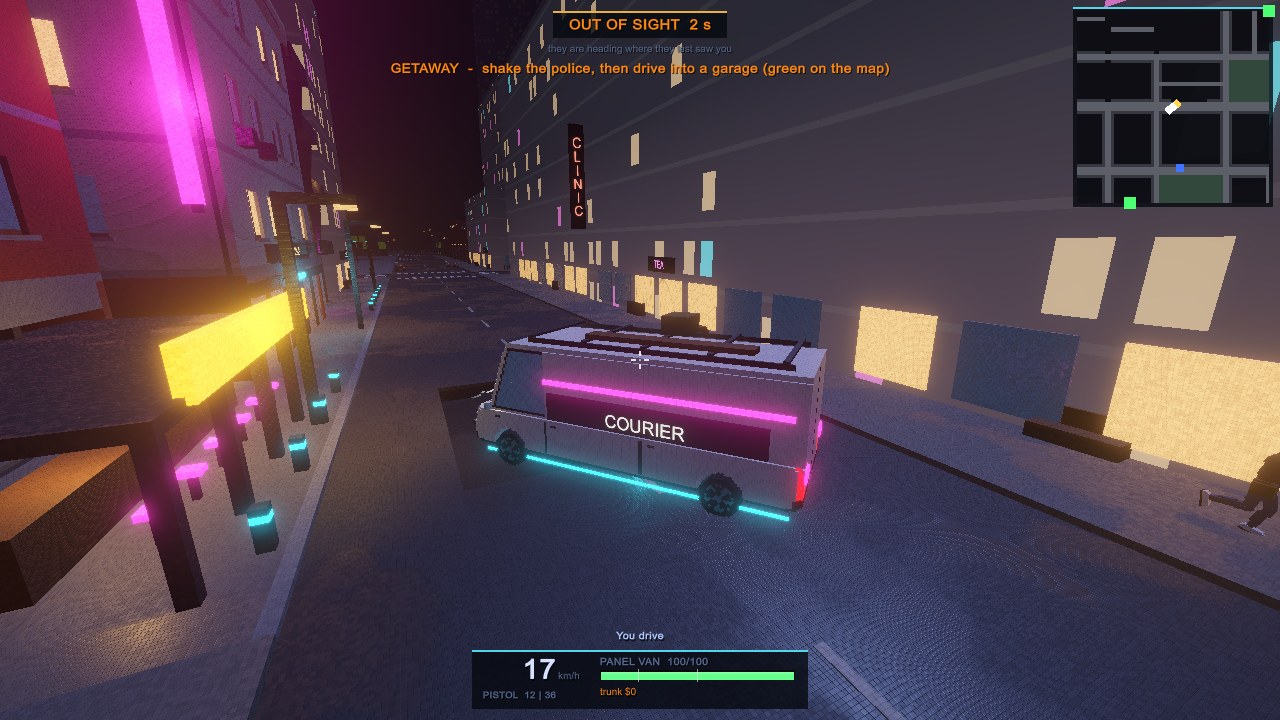 OUT OF SIGHT 2 s
they are heading where they last saw you
GETAWAY - shake the police, then drive into a garage (green on the map)
CLINIC
TEA
COURIER
You drive
17 km/h
PANEL VAN 100/100
PISTOL 12 | 36
trunk $0